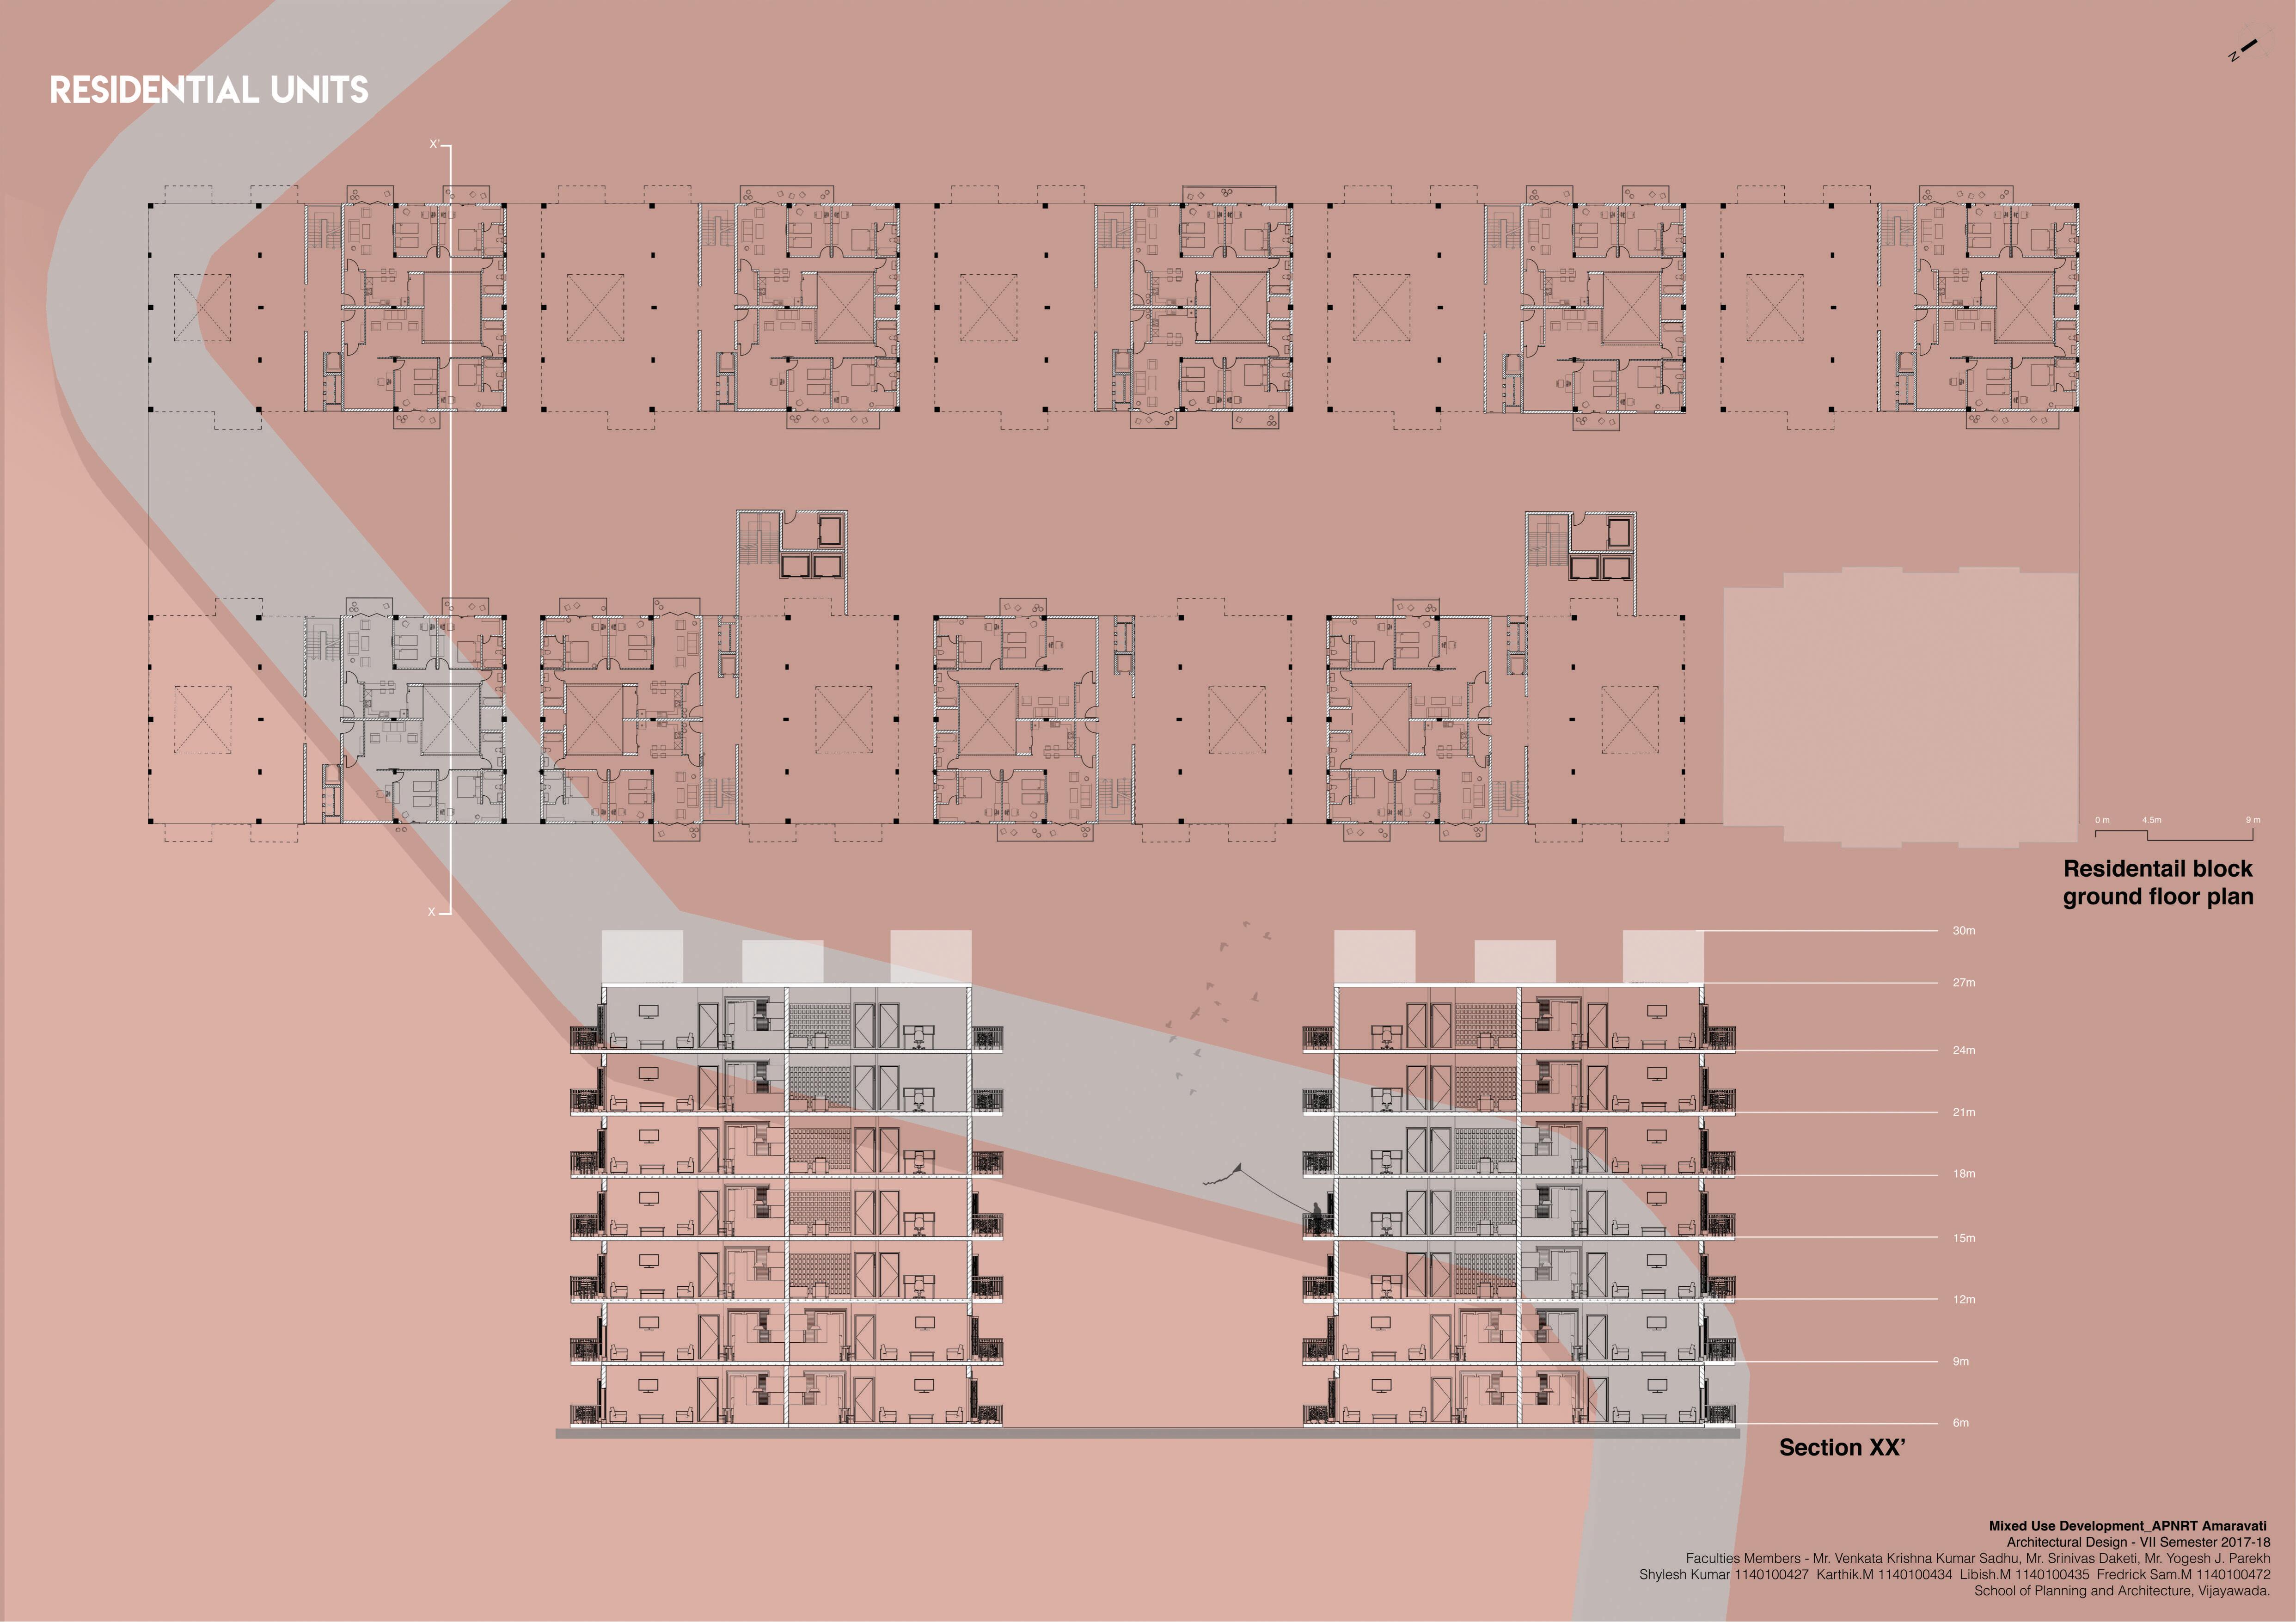 N
RESIDENTIAL UNITS
X'
X
0 m 4.5m 9 m
Residentail block
ground floor plan
30m
27m
24m
21m
18m
15m
12m
9m
6m
Section XX’
Mixed Use Development_APNRT Amaravati
Architectural Design - VII Semester 2017-18
Faculties Members - Mr. Venkata Krishna Kumar Sadhu, Mr. Srinivas Daketi, Mr. Yogesh J. Parekh
Shylesh Kumar 1140100427 Karthik.M 1140100434 Libish.M 1140100435 Fredrick Sam.M 1140100472
School of Planning and Architecture, Vijayawada.